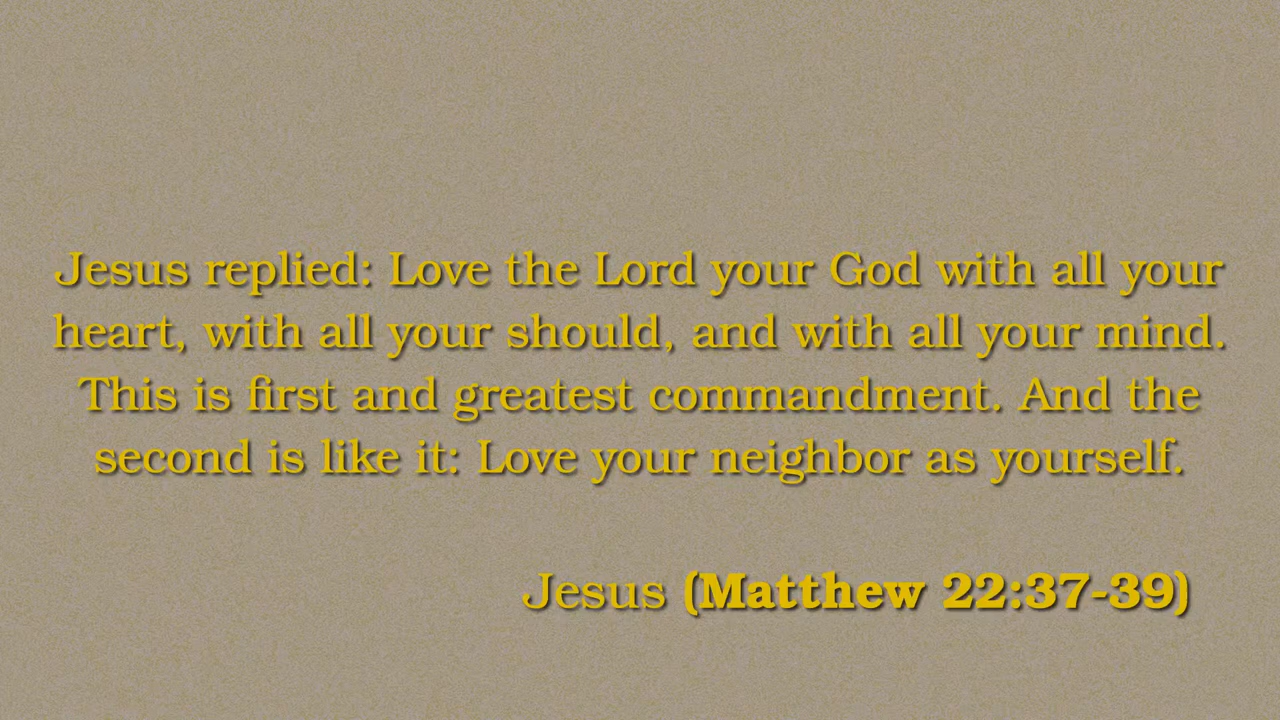 Jesus replied: Love the Lord your God with all your
heart, with all your should, and with all your mind.
This is first and greatest commandment. And the
second is like it: Love your neighbor as yourself.
Jesus (Matthew 22:37-39)